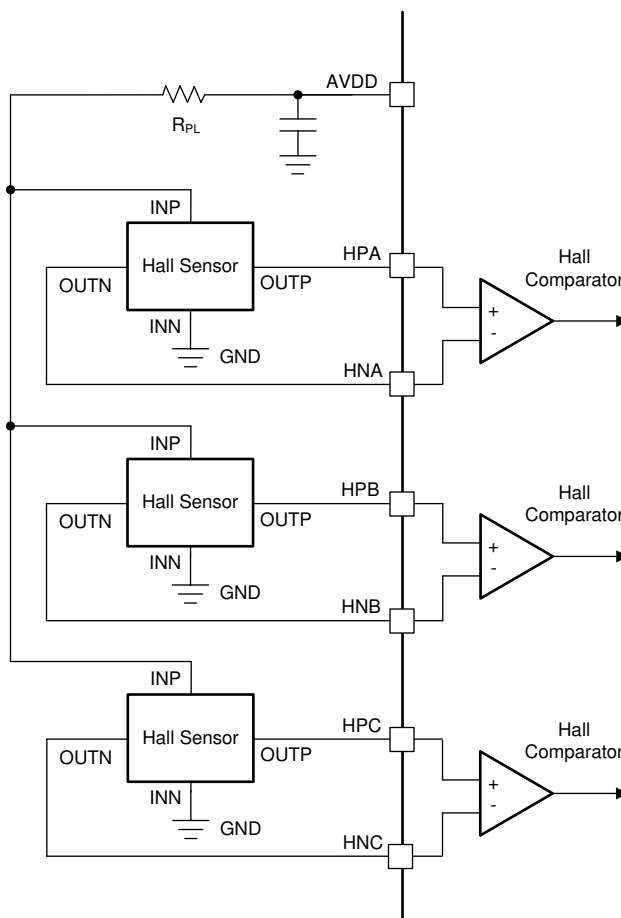 AVDD
RPL
INP
Hall Sensor
OUTN
OUTP
INN
GND
HPA
HNA
+
-
Hall
Comparator
INP
Hall Sensor
OUTN
OUTP
INN
GND
HPB
HNB
+
-
Hall
Comparator
INP
Hall Sensor
OUTN
OUTP
INN
GND
HPC
HNC
+
-
Hall
Comparator